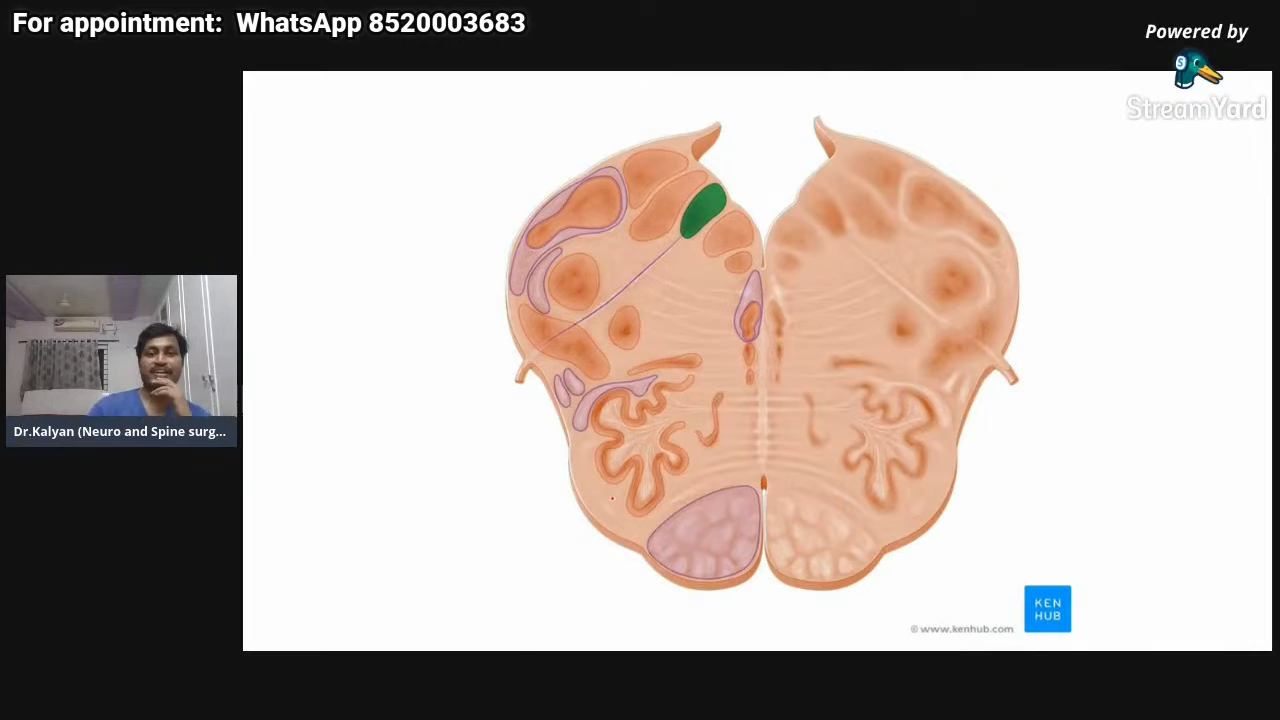 For appointment:  WhatsApp 8520003683
Powered by
StreamYard
Dr.Kalyan (Neuro and Spine surg...
KEN
HUB
© www.kenhub.com